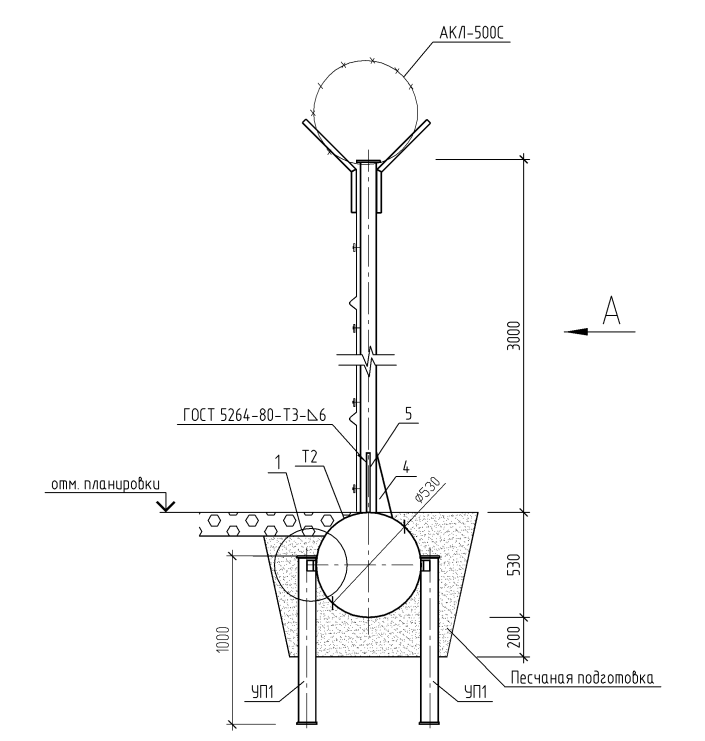 АКЛ-500С
А
3000
ГОСТ 5264-80-Т3-⊿6
5
1
Т2
4
⌀530
отм. планировки
530
1000
200
Песчаная подготовка
УП1
УП1